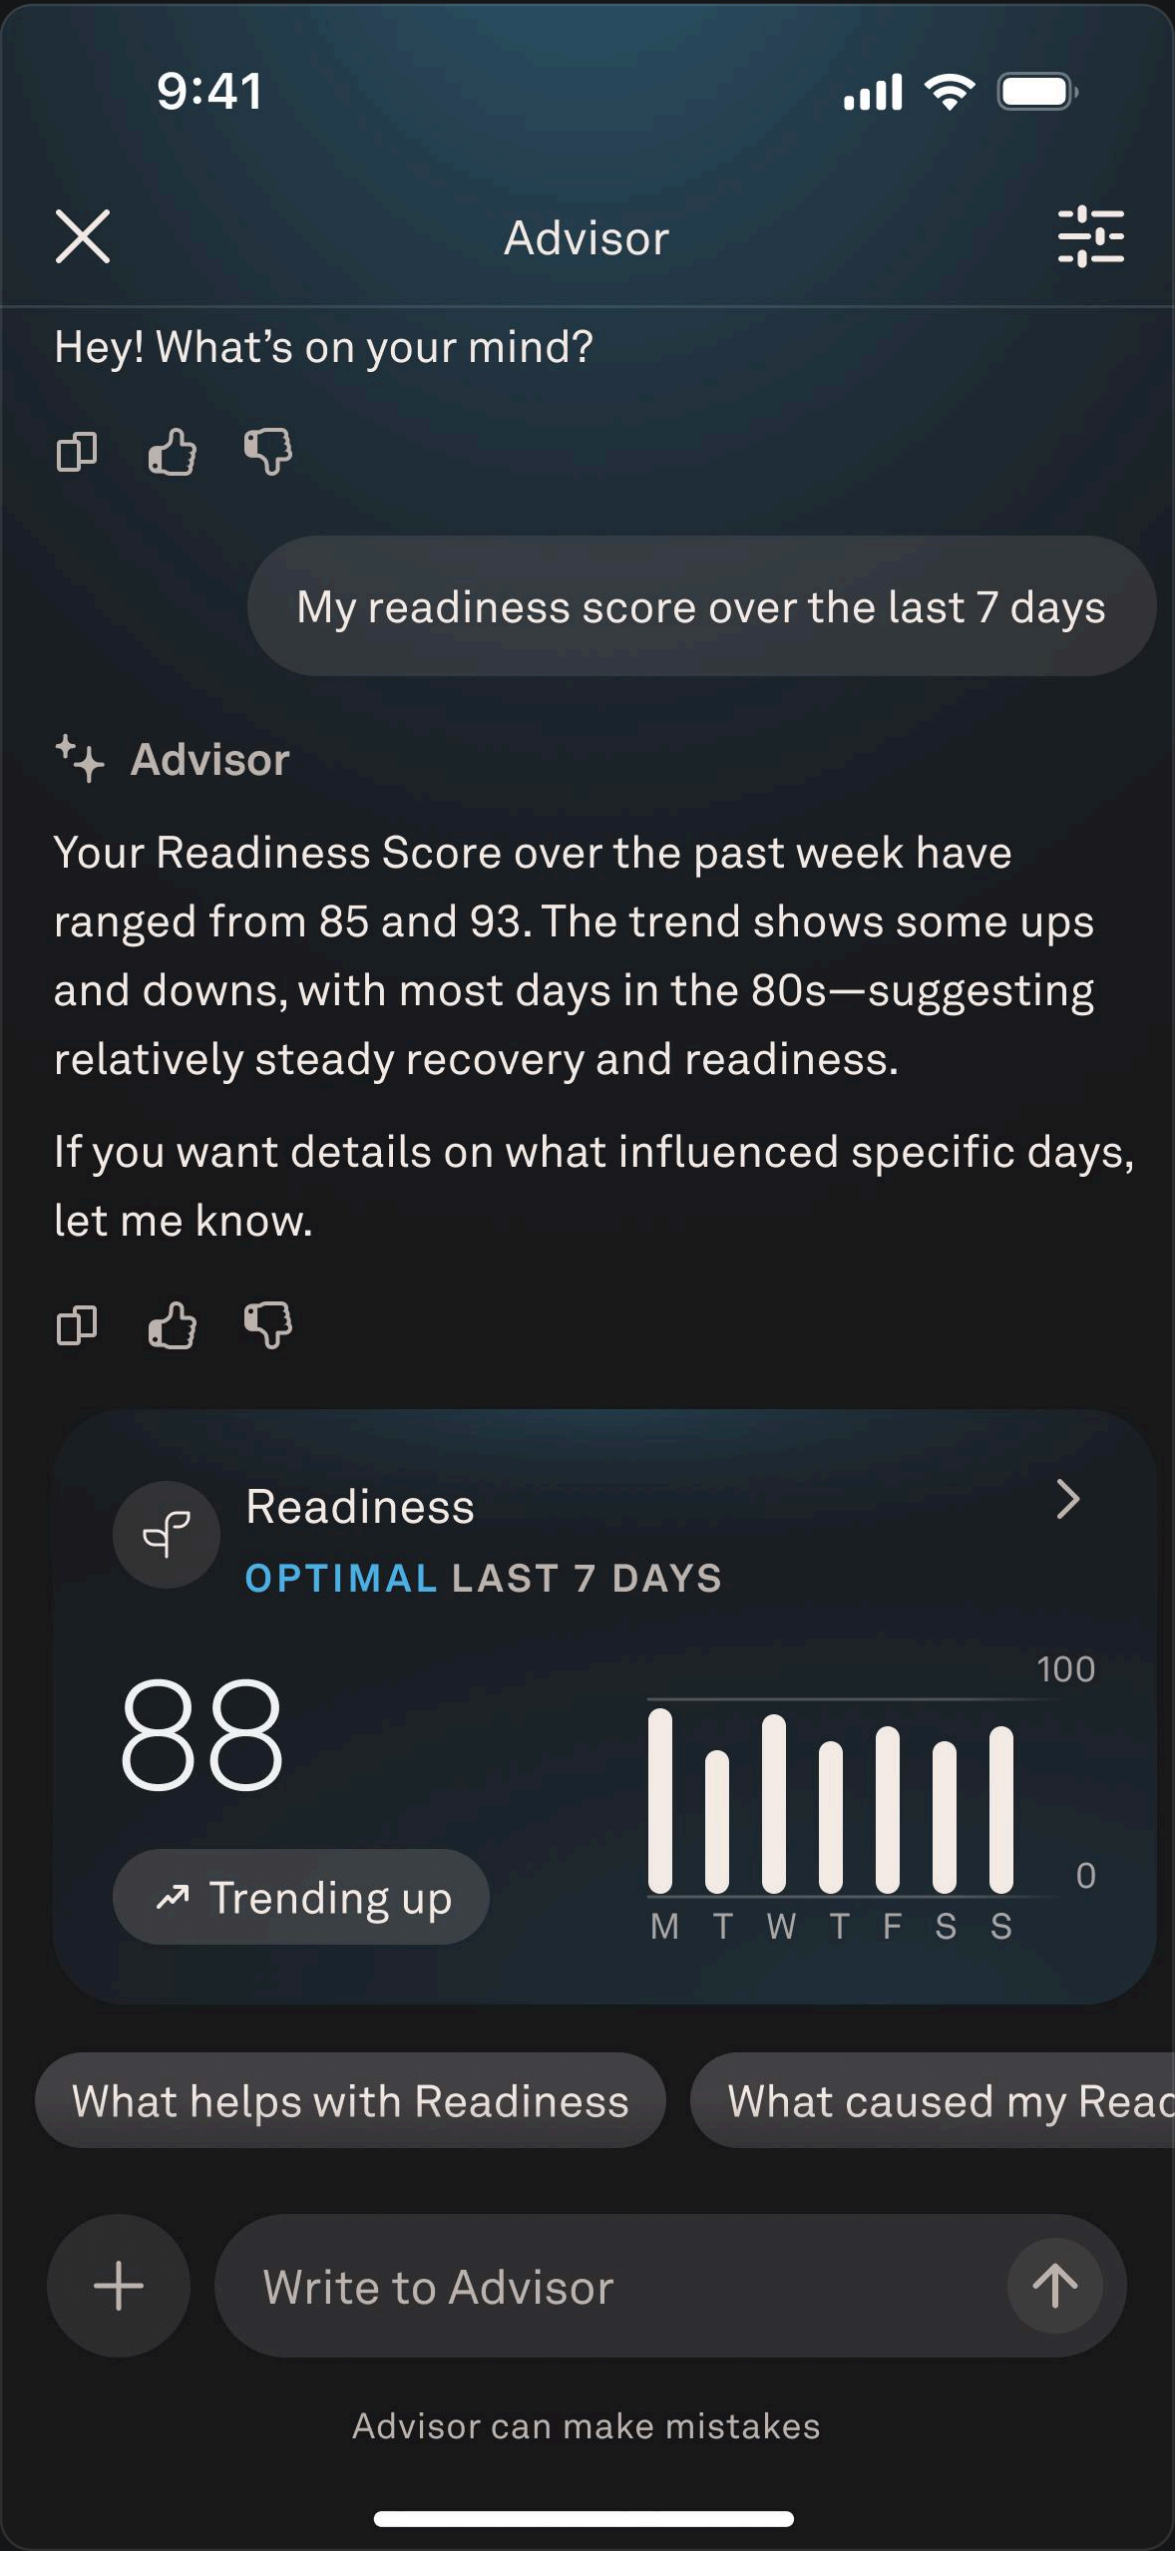 9:41
Advisor
Hey! What’s on your mind?
My readiness score over the last 7 days
Advisor
Your Readiness Score over the past week have
ranged from 85 and 93. The trend shows some ups
and downs, with most days in the 80s—suggesting
relatively steady recovery and readiness.
If you want details on what influenced specific days,
let me know.
Readiness
OPTIMAL LAST 7 DAYS
88
Trending up
100
0
M T W T F S S
What helps with Readiness
What caused my Read
Write to Advisor
Advisor can make mistakes